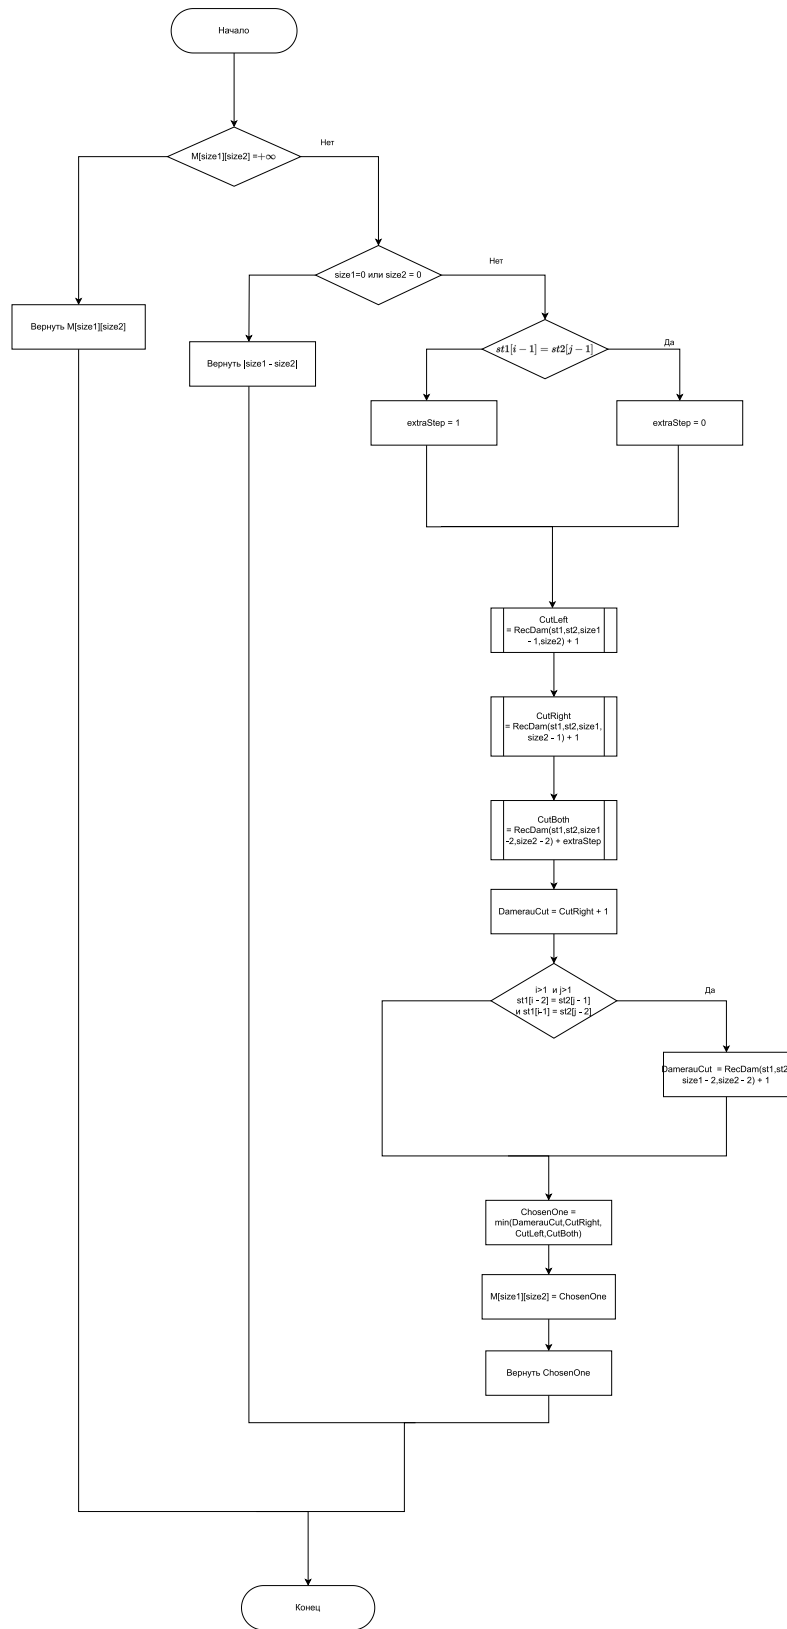 Начало
M[size1][size2] =+∞
Нет
size1=0 или size2 = 0
Нет
Вернуть M[size1][size2]
st1[i − 1] = st2[j − 1]
Да
Вернуть |size1 - size2|
extraStep = 1
extraStep = 0
CutLeft
= RecDam(st1,st2,size1
- 1,size2) + 1
CutRight
= RecDam(st1,st2,size1,
size2 - 1) + 1
CutBoth
= RecDam(st1,st2,size1
-2,size2 - 2) + extraStep
DamerauCut = CutRight + 1
i>1 и j>1
st1[i - 2] = st2[j - 1]
и st1[i-1] = st2[j - 2]
Да
DamerauCut = RecDam(st1,st2
size1 - 2,size2 - 2) + 1
ChosenOne =
min(DamerauCut,CutRight,
CutLeft,CutBoth)
M[size1][size2] = ChosenOne
Вернуть ChosenOne
Конец